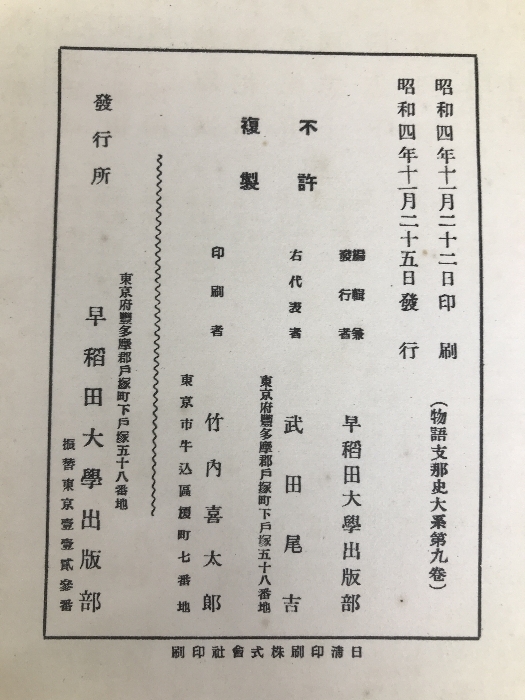 昭和四年十一月二十二日印刷
昭和四年十一月二十五日發行
(物語支那史大系第九卷)
不許
複製
編輯兼
發行者
早稻田大學出版部
右代表者
武田尾吉
東京府豐多摩郡戶塚町下戶塚五十八番地
印刷者
竹內喜太郎
東京市牛込區榎町七番地
發行所
東京府豐多摩郡戶塚町下戶塚五十八番地
早稻田大學出版部
振替東京壹壹貳參番
日淸印刷株式會社印刷